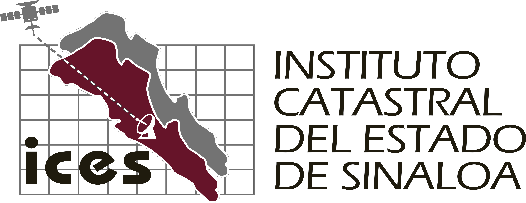 ices
INSTITUTO
CATASTRAL
DEL ESTADO
DE SINALOA